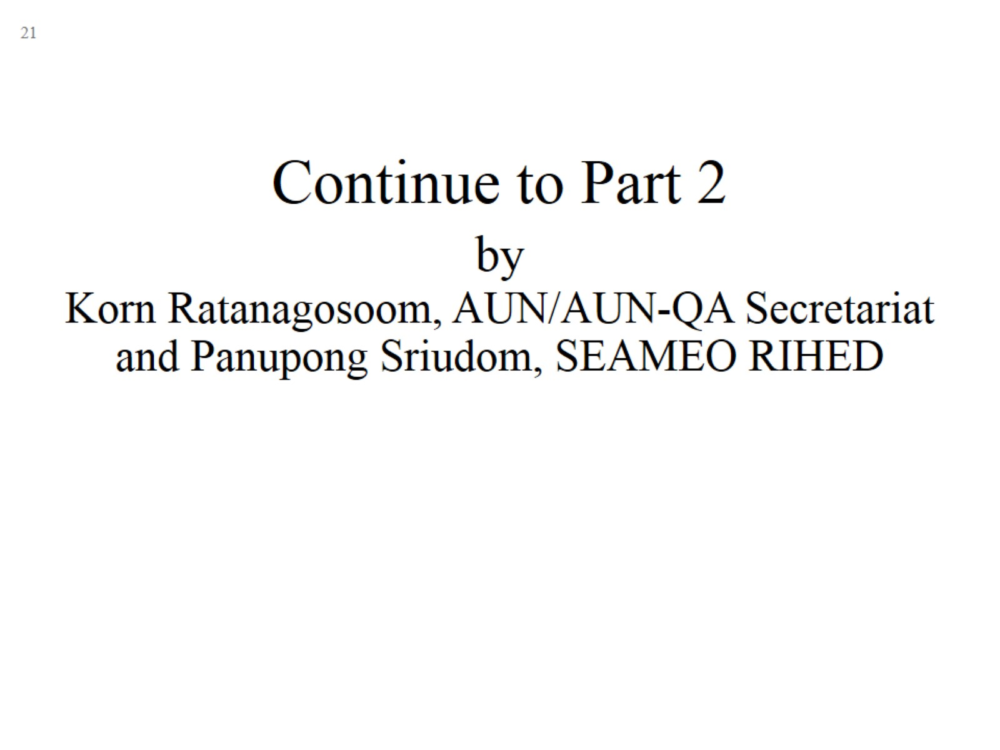 21
Continue to Part 2
by
Korn Ratanagosoom, AUN/AUN-QA Secretariat
and Panupong Sriudom, SEAMEO RIHED